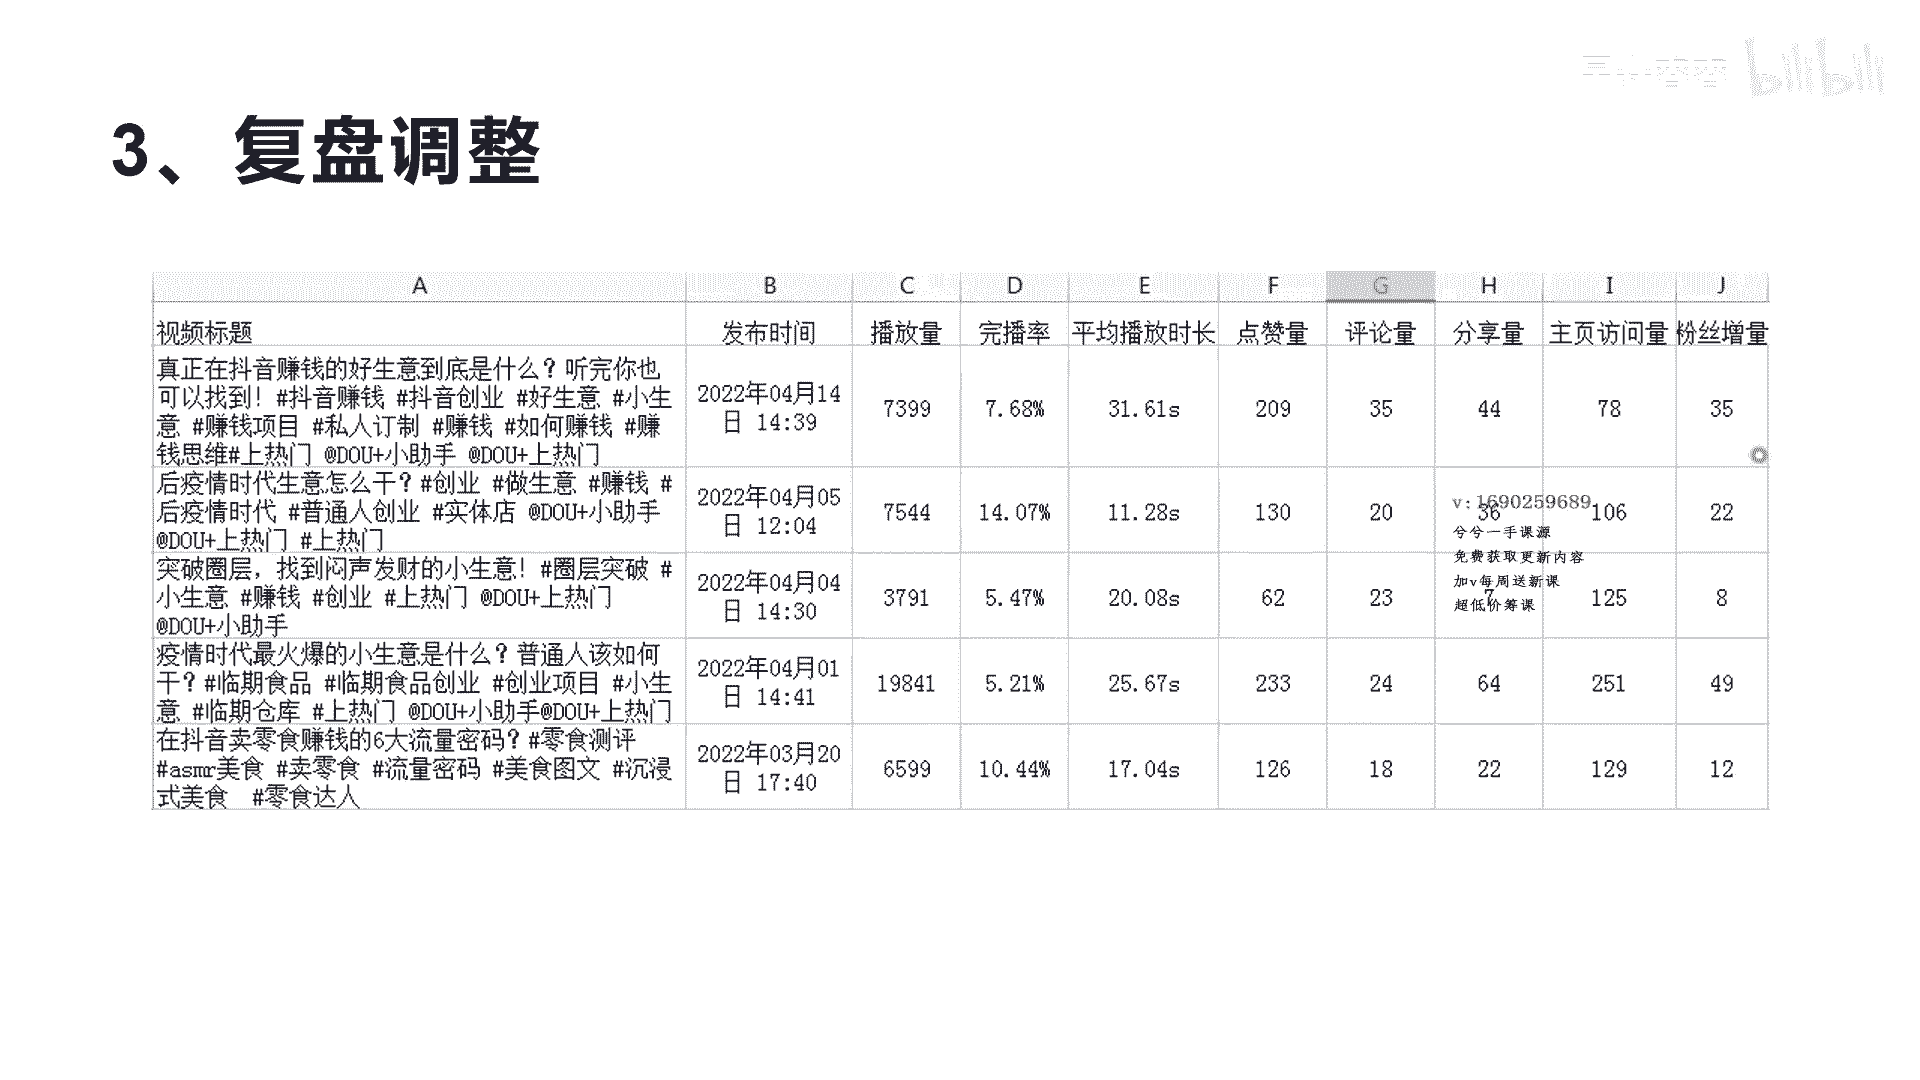 bilibili
3、复盘调整
A B C D E F G H I J
视频标题 发布时间 播放量 完播率 平均播放时长 点赞量 评论量 分享量 主页访问量 粉丝增量
真正在抖音赚钱的好生意到底是什么？听完你也
可以找到！#抖音赚钱 #抖音创业 #好生意 #小生
意 #赚钱项目 #私人订制 #赚钱 #如何赚钱 #赚
钱思维#上热门 @DOU+小助手 @DOU+上热门
2022年04月14
日 14:39
7399 7.68% 31.61s 209 35 44 78 35
后疫情时代生意怎么干？#创业 #做生意 #赚钱 #
后疫情时代 #普通人创业 #实体店 @DOU+小助手
@DOU+上热门 #上热门
2022年04月05
日 12:04
7544 14.07% 11.28s 130 20 36 106 22
v:1690259689
兮兮一手课源
免费获取更新内容
加v每周送新课
超低价筹课
突破圈层，找到闷声发财的小生意！#圈层突破 #
小生意 #赚钱 #创业 #上热门 @DOU+上热门
@DOU+小助手
2022年04月04
日 14:30
3791 5.47% 20.08s 62 23 7 125 8
疫情时代最火爆的小生意是什么？普通人该如何
干？#临期食品 #临期食品创业 #创业项目 #小生
意 #临期仓库 #上热门 @DOU+小助手@DOU+上热门
2022年04月01
日 14:41
19841 5.21% 25.67s 233 24 64 251 49
在抖音卖零食赚钱的6大流量密码？#零食测评
#asmr美食 #卖零食 #流量密码 #美食图文 #沉浸
式美食 #零食达人
2022年03月20
日 17:40
6599 10.44% 17.04s 126 18 22 129 12